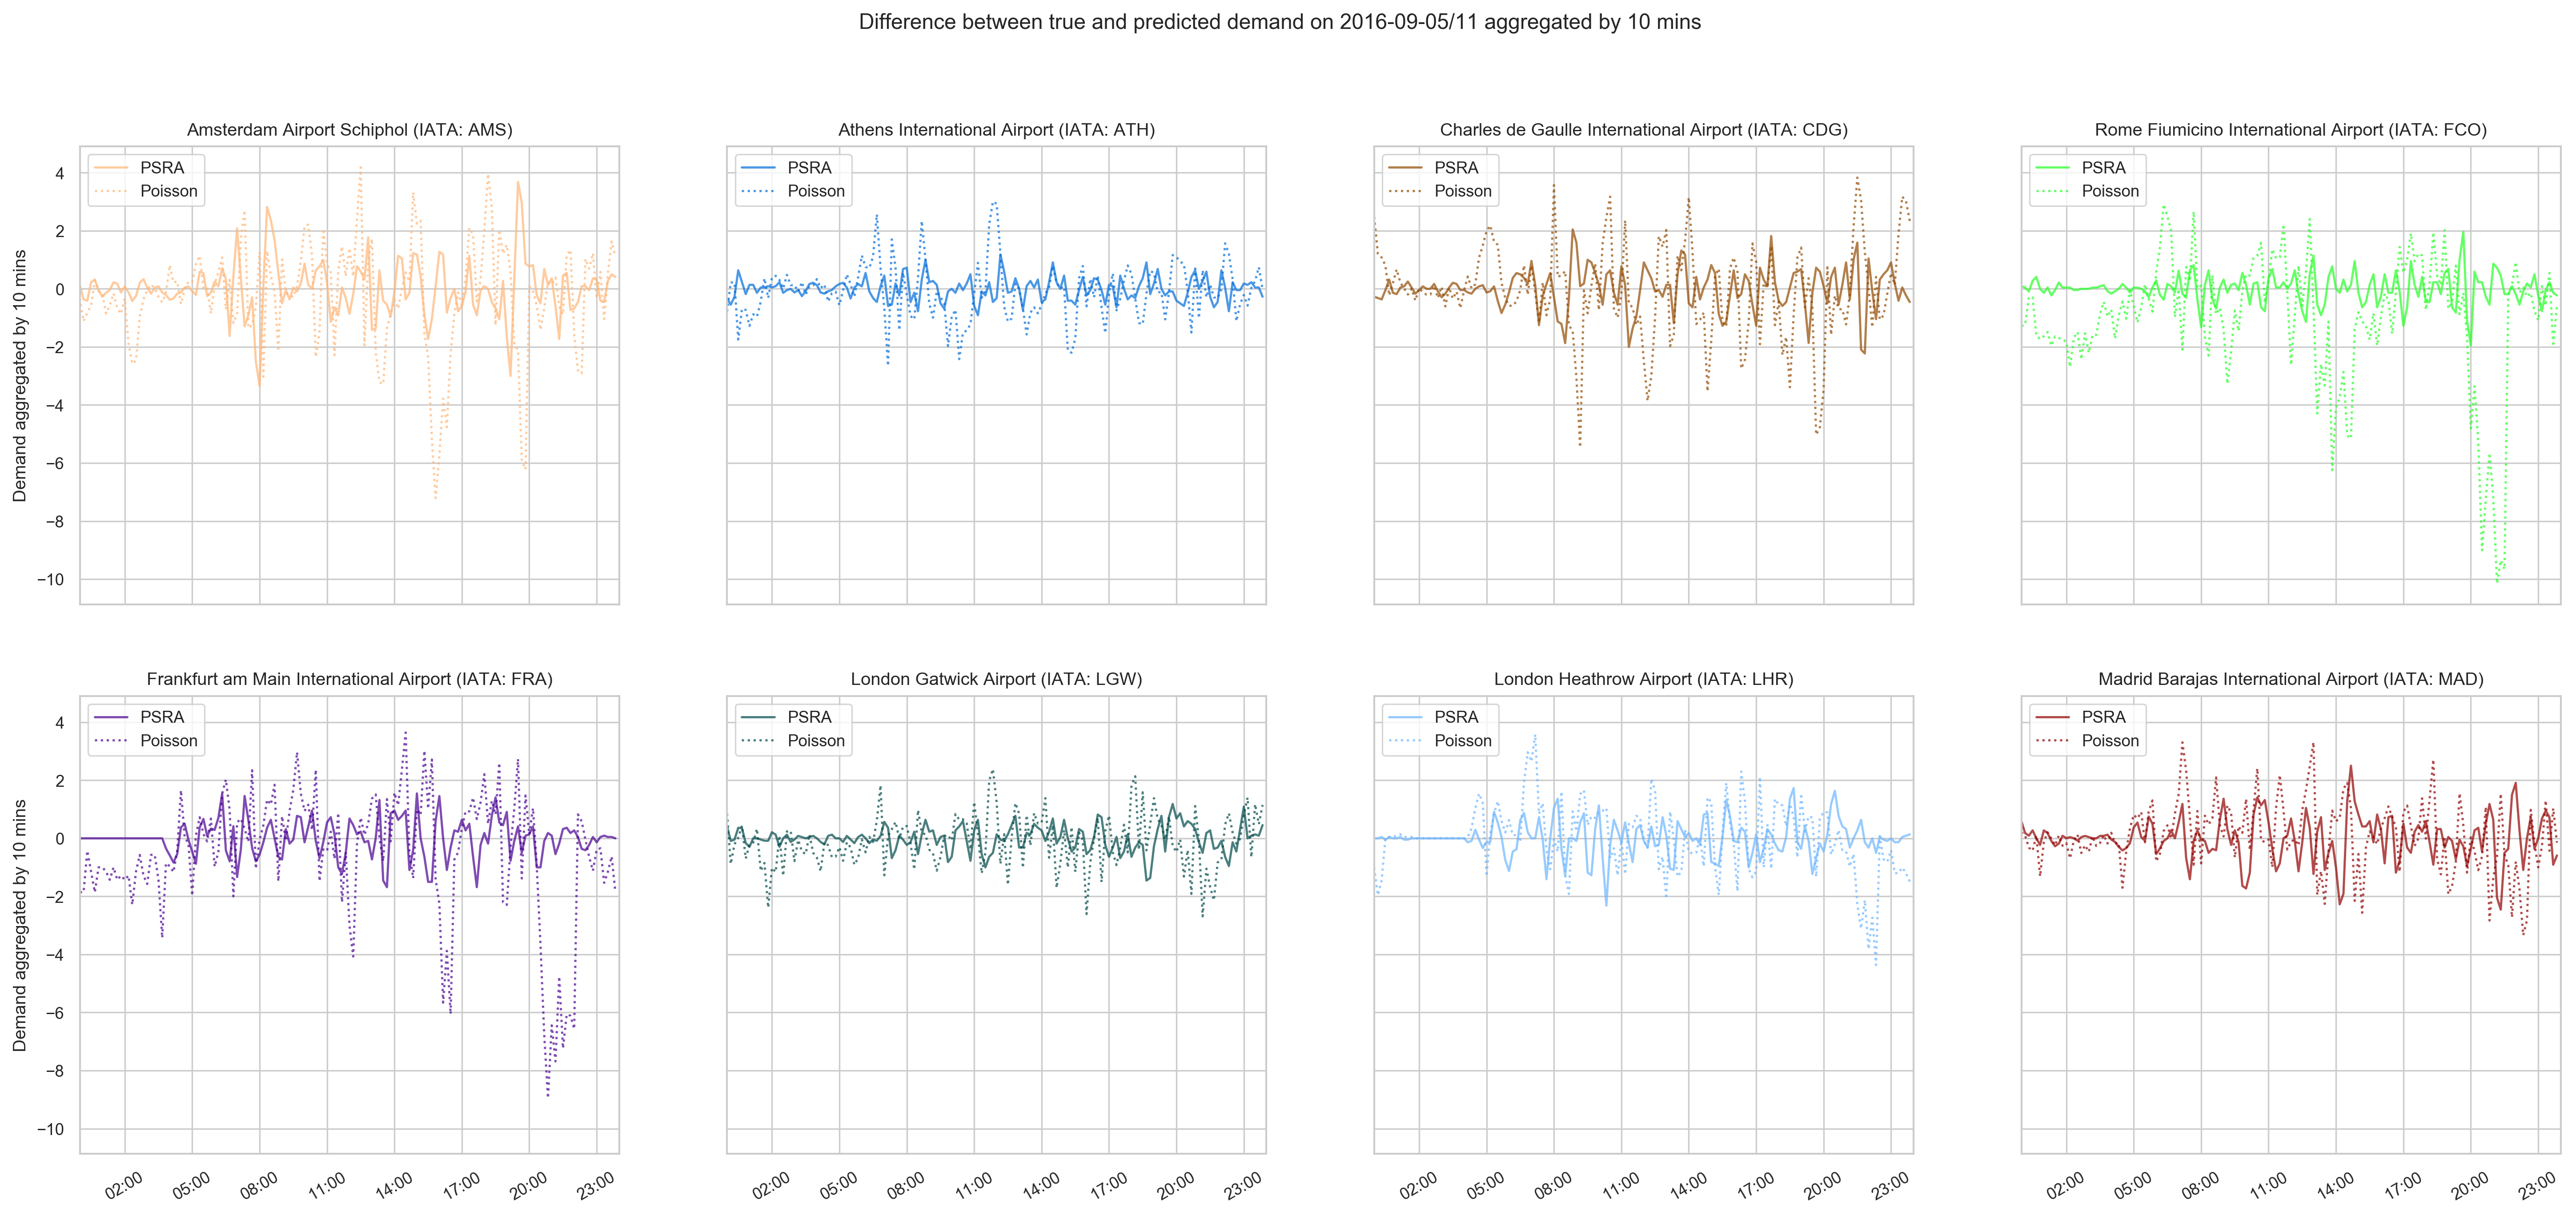 Difference between true and predicted demand on 2016-09-05/11 aggregated by 10 mins
Amsterdam Airport Schiphol (IATA: AMS)
PSRA
Poisson
Demand aggregated by 10 mins
4
2
0
−2
−4
−6
−8
−10
Athens International Airport (IATA: ATH)
PSRA
Poisson
Charles de Gaulle International Airport (IATA: CDG)
PSRA
Poisson
Rome Fiumicino International Airport (IATA: FCO)
PSRA
Poisson
Frankfurt am Main International Airport (IATA: FRA)
PSRA
Poisson
Demand aggregated by 10 mins
4
2
0
−2
−4
−6
−8
−10
02:00 05:00 08:00 11:00 14:00 17:00 20:00 23:00
London Gatwick Airport (IATA: LGW)
PSRA
Poisson
02:00 05:00 08:00 11:00 14:00 17:00 20:00 23:00
London Heathrow Airport (IATA: LHR)
PSRA
Poisson
02:00 05:00 08:00 11:00 14:00 17:00 20:00 23:00
Madrid Barajas International Airport (IATA: MAD)
PSRA
Poisson
02:00 05:00 08:00 11:00 14:00 17:00 20:00 23:00